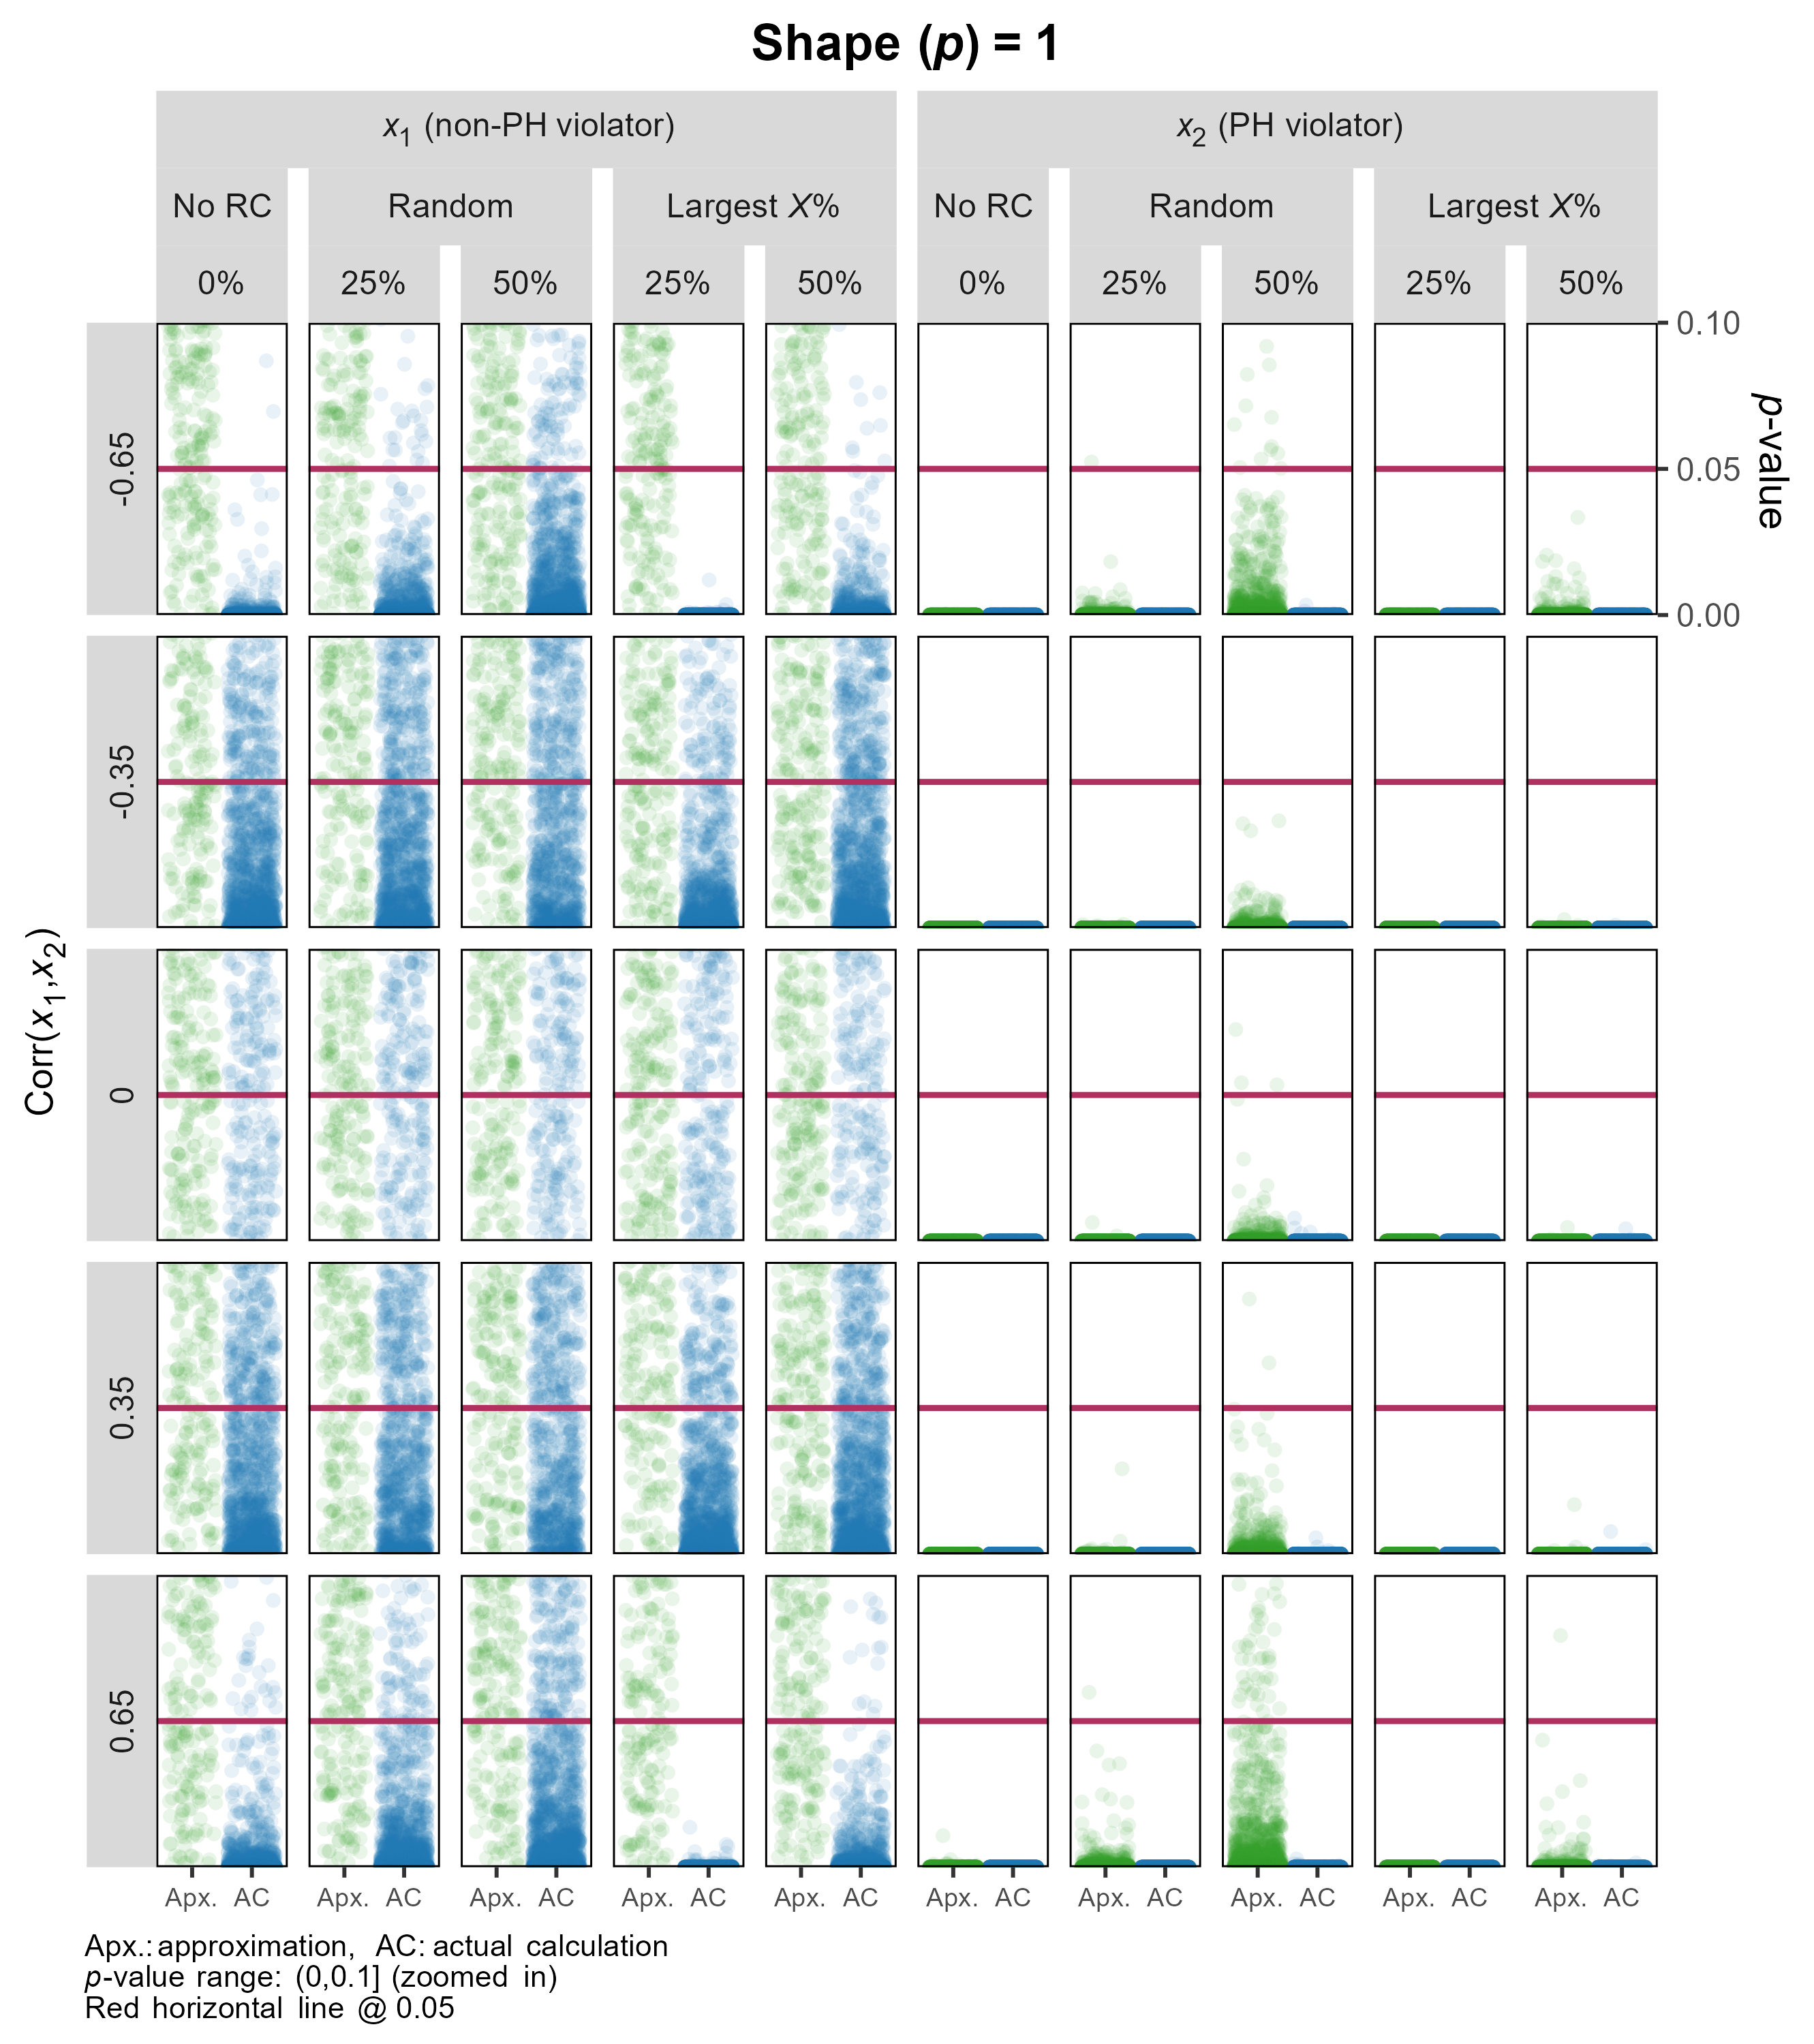 Shape (p) = 1
x1 (non-PH violator) x2 (PH violator)
No RC Random Largest X% No RC Random Largest X%
0% 25% 50% 25% 50% 0% 25% 50% 25% 50%
-0.65
-0.35
0
0.35
0.65
Corr(x1,x2)
0.10
0.05
0.00
p-value
Apx. AC Apx. AC Apx. AC Apx. AC Apx. AC Apx. AC Apx. AC Apx. AC Apx. AC Apx. AC
Apx.: approximation, AC: actual calculation
p-value range: (0,0.1] (zoomed in)
Red horizontal line @ 0.05